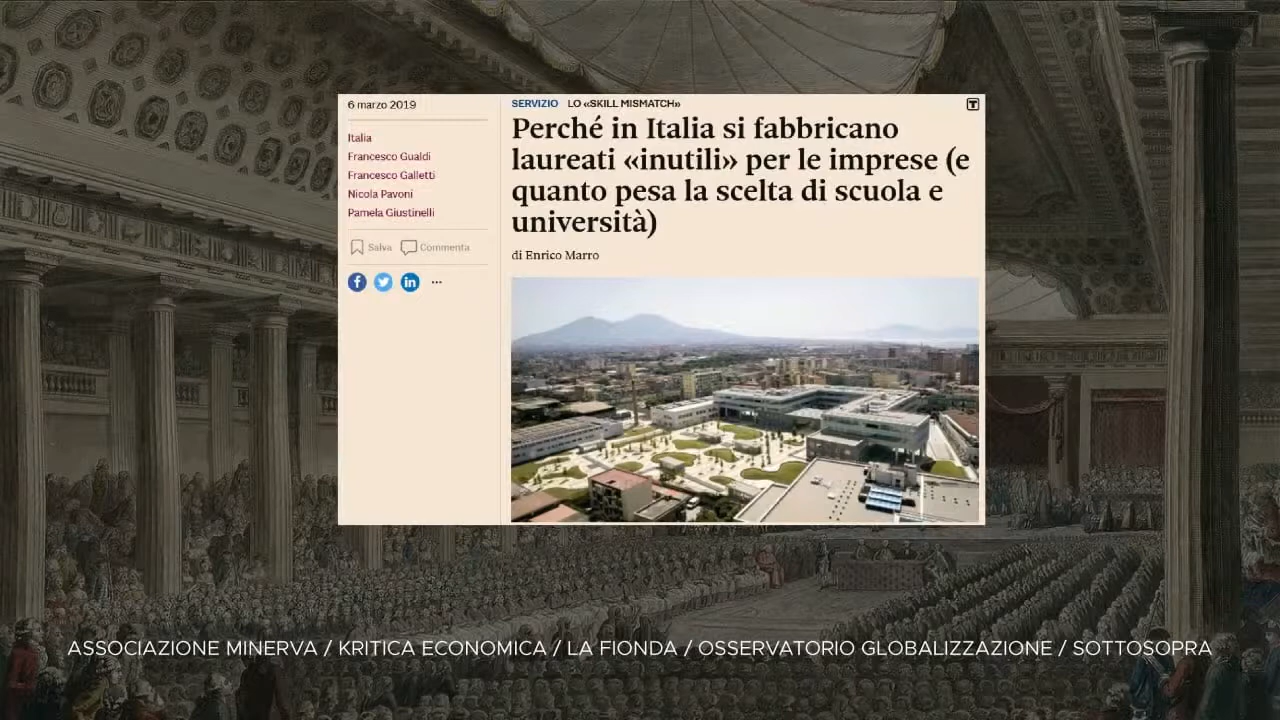 6 marzo 2019
Italia
Francesco Gualdi
Francesco Galletti
Nicola Pavoni
Pamela Giustinelli
Salva Commenta
SERVIZIO LO «SKILL MISMATCH»
Perché in Italia si fabbricano
laureati «inutili» per le imprese (e
quanto pesa la scelta di scuola e
università)
di Enrico Marro
ASSOCIAZIONE MINERVA / KRITICA ECONOMICA / LA FIONDA / OSSERVATORIO GLOBALIZZAZIONE / SOTTOSOPRA